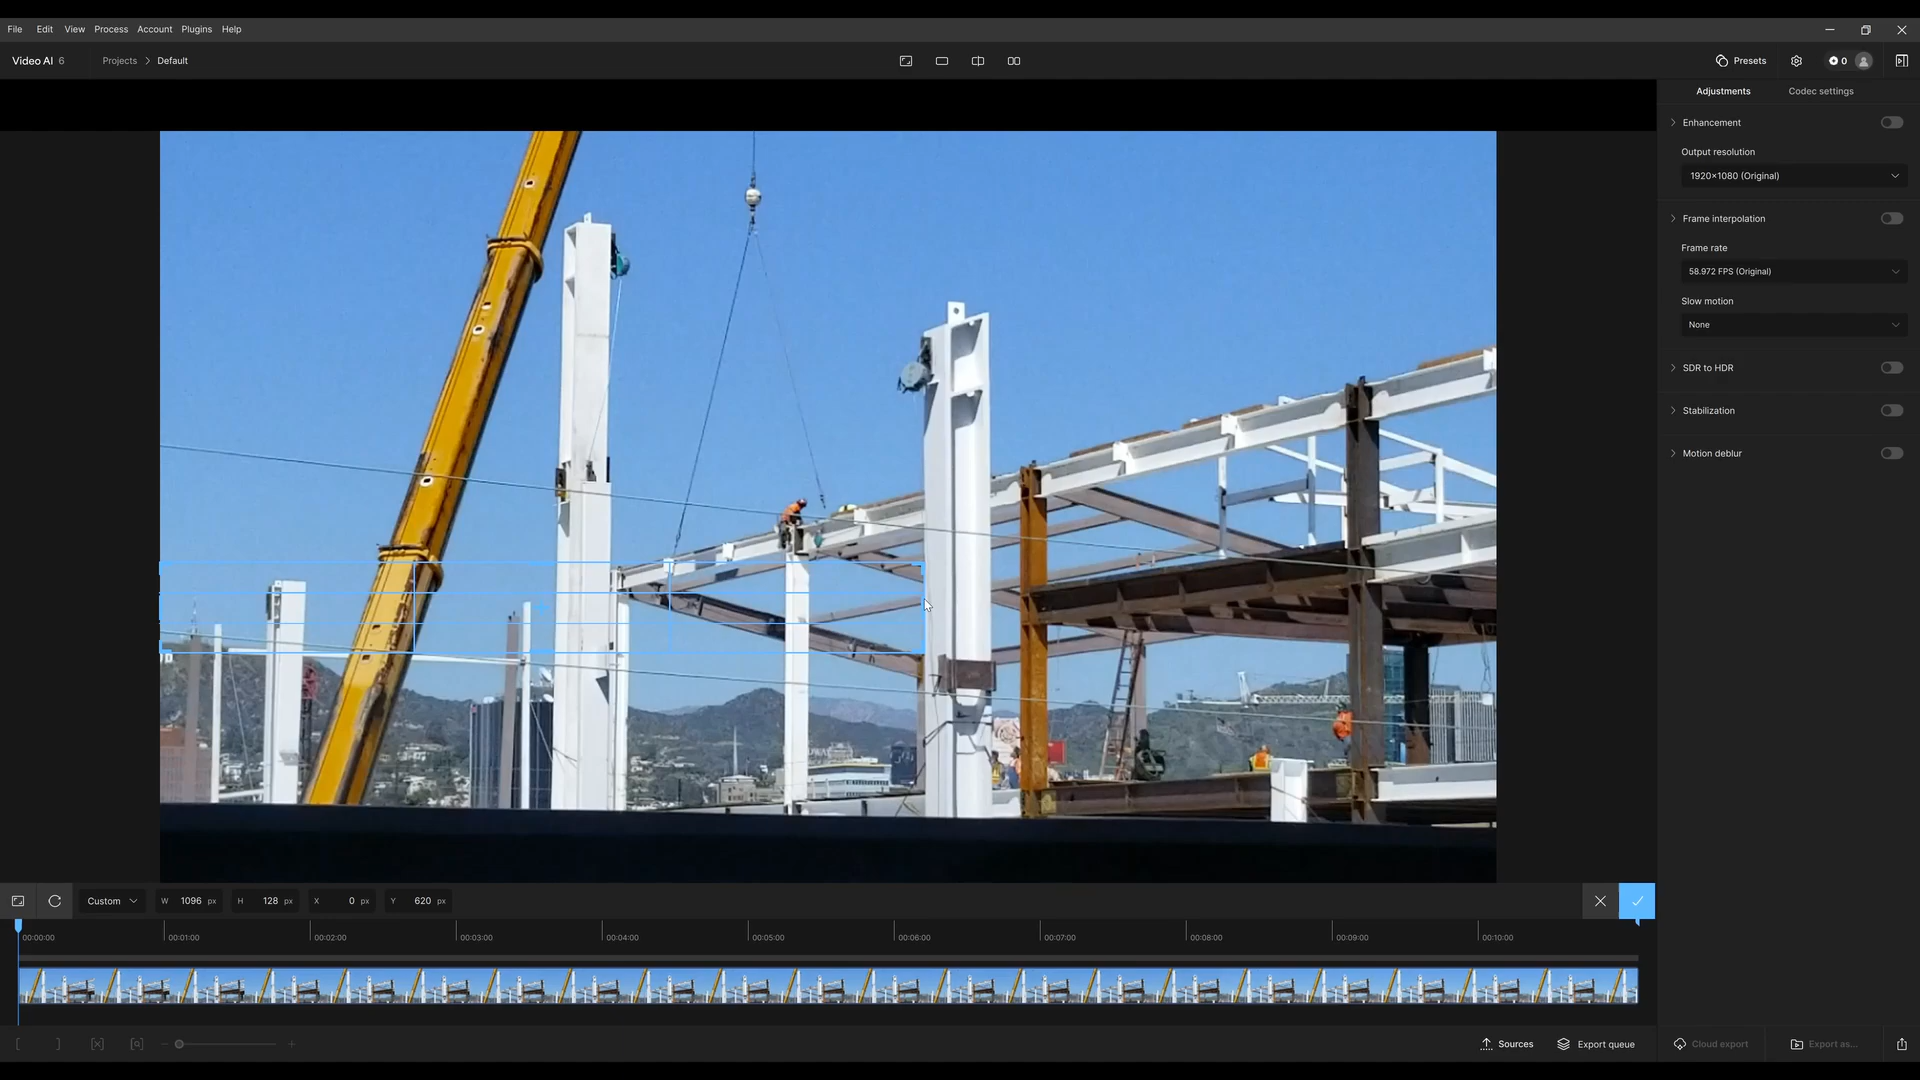 File Edit View Process Account Plugins Help
Video AI 6 Projects Default Presets 0
Adjustments Codec settings
Enhancement
Output resolution
1920×1080 (Original)
Frame interpolation
Frame rate
58.972 FPS (Original)
Slow motion
None
SDR to HDR
Stabilization
Motion deblur
Custom W 1096 px H 128 px X 0 px Y 620 px
00:00:00 00:01:00 00:02:00 00:03:00 00:04:00 00:05:00 00:06:00 00:07:00 00:08:00 00:09:00 00:10:00
Sources Export queue Cloud export Export as...